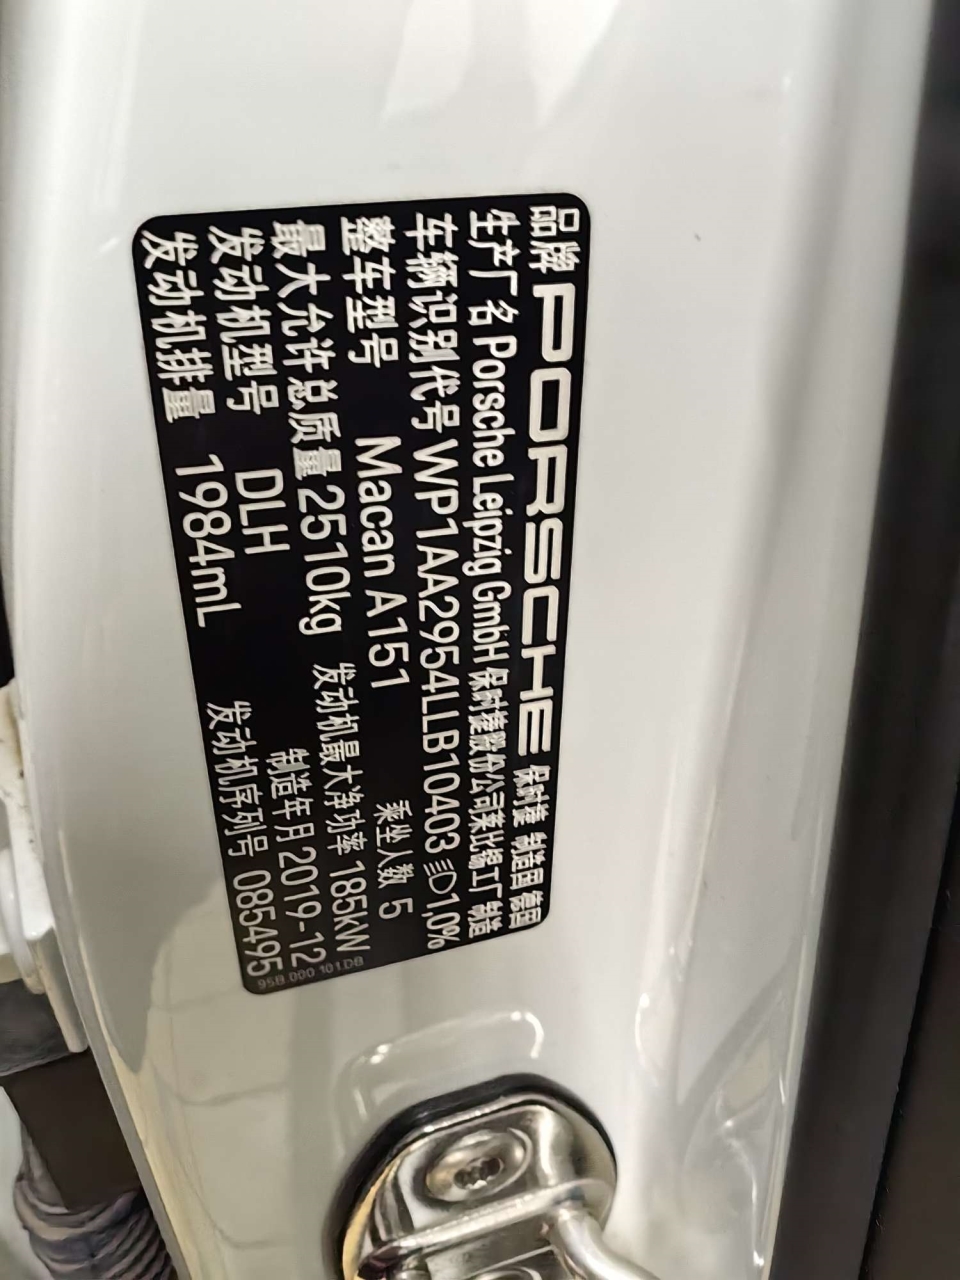 品牌 PORSCHE 保时捷 制造国 德国
生产厂名 Porsche Leipzig GmbH 保时捷股份公司莱比锡工厂 制造
车辆识别代号 WP1AA2954LLB10403 1,0%
整车型号 Macan A151 乘坐人数 5
最大允许总质量 2510kg 发动机最大净功率 185kW
发动机型号 DLH 制造年月 2019-12
发动机排量 1984mL 发动机序列号 085495
95B.000.101.DB